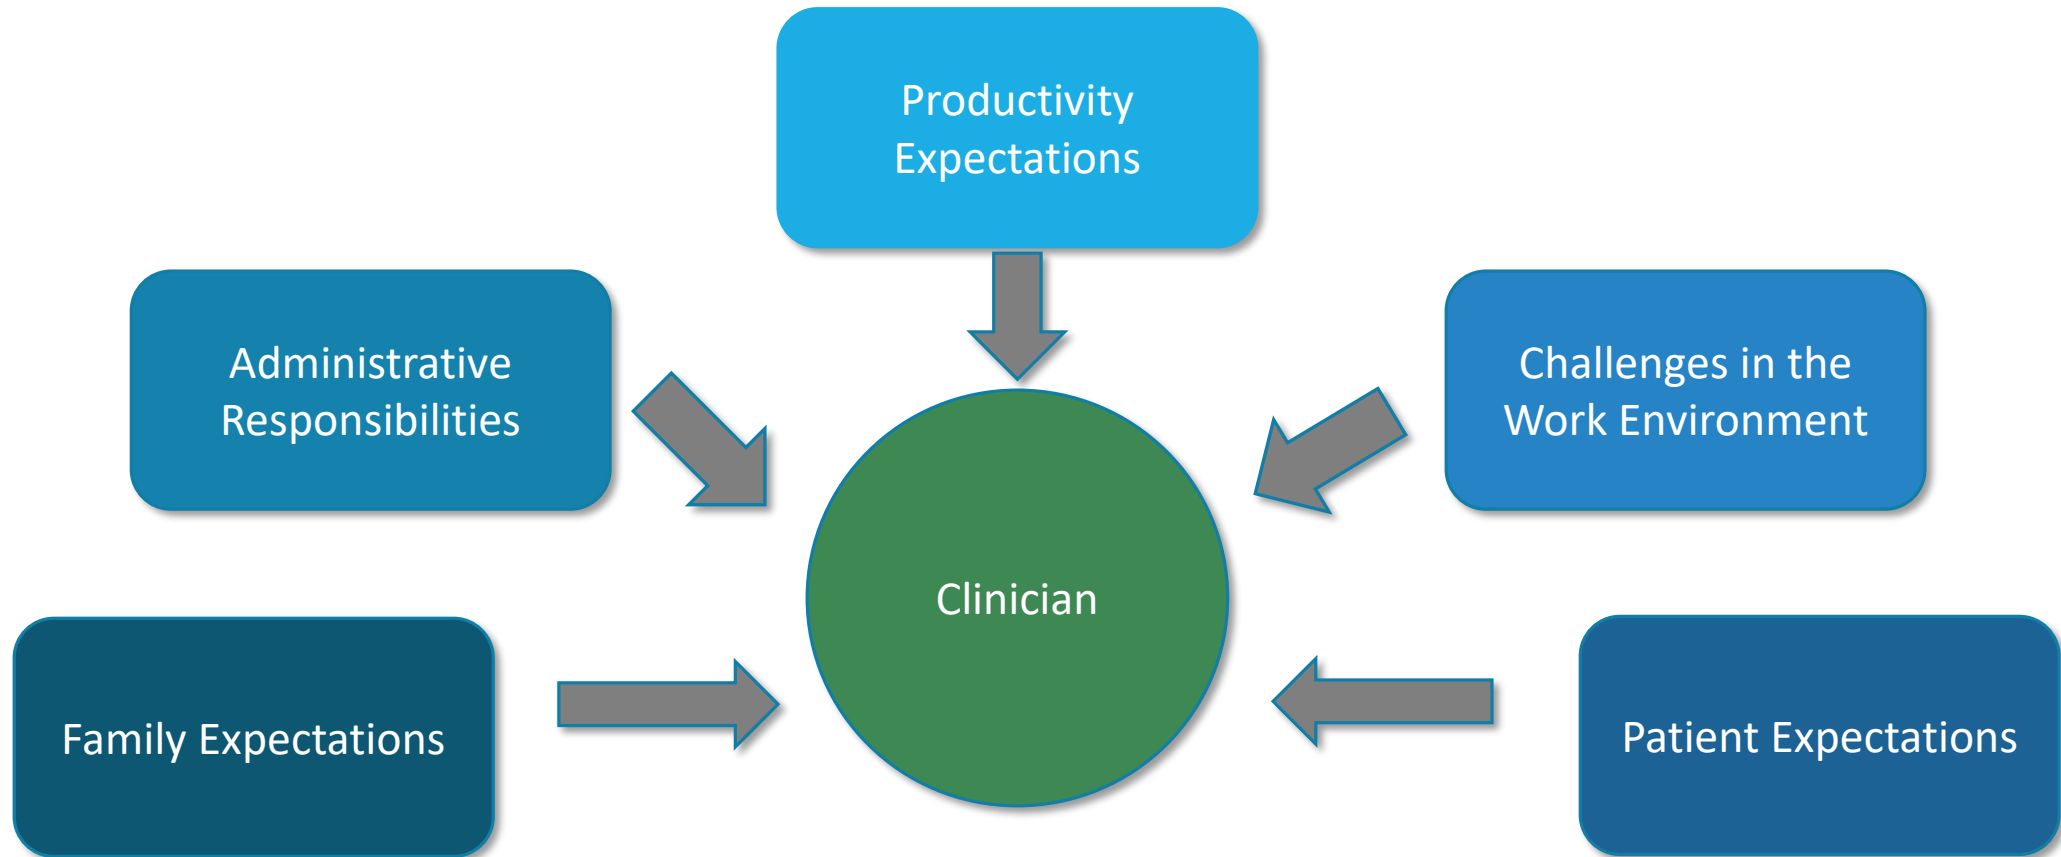 Productivity
Expectations
Administrative
Responsibilities
Challenges in the
Work Environment
Clinician
Family Expectations
Patient Expectations